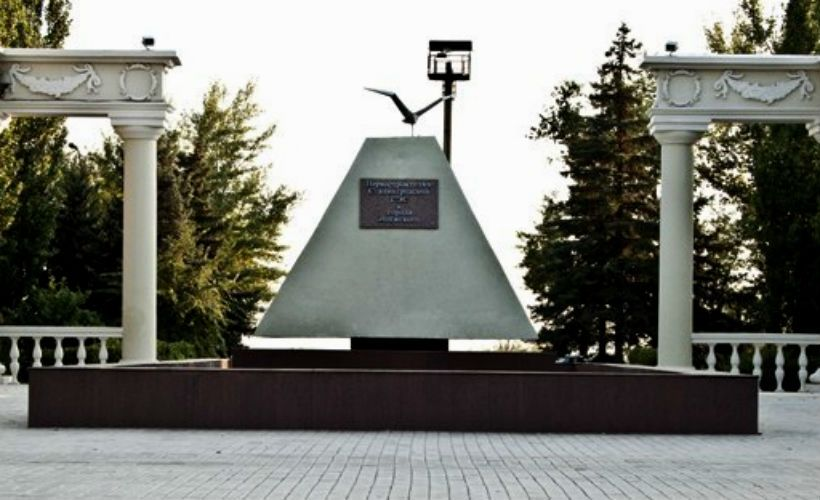 Первостроителям
Сталинградской
ГЭС
и
города
Волжского